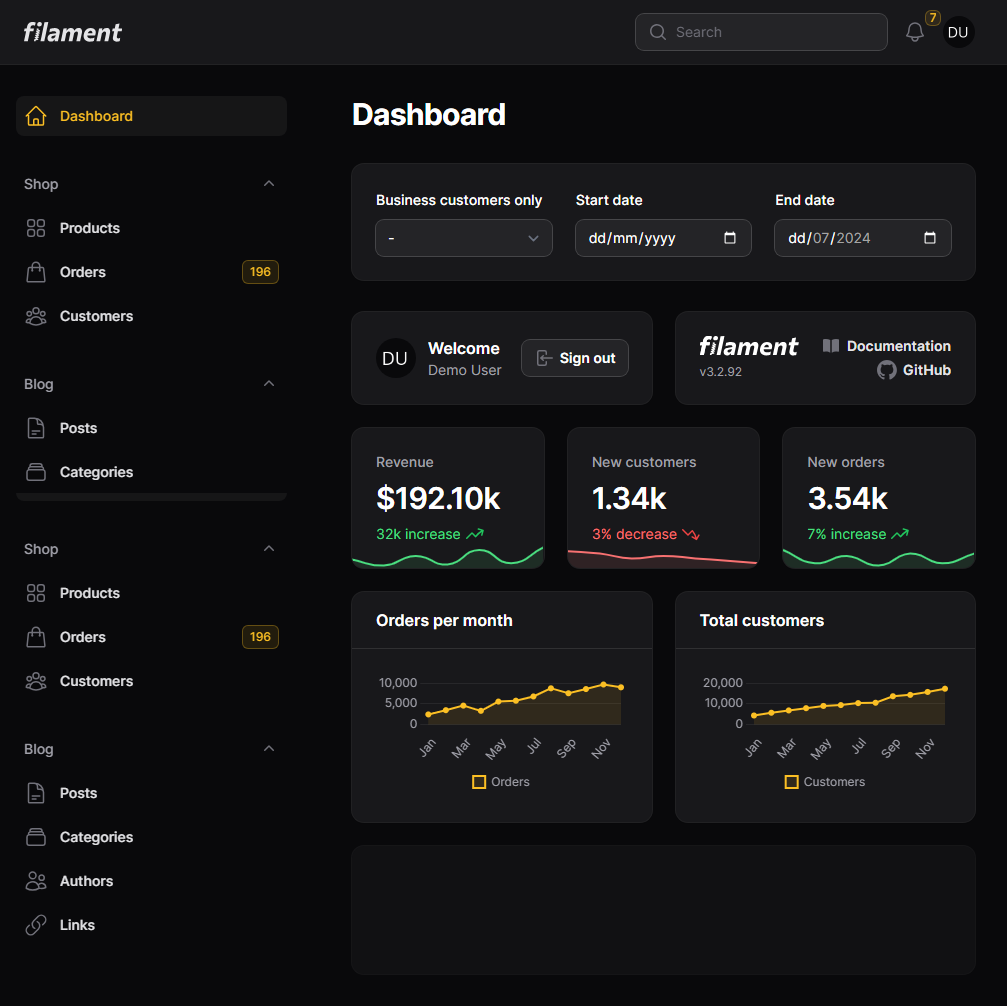 filament
Search
7
DU
Dashboard
Shop
Products
Orders
196
Customers
Blog
Posts
Categories
Shop
Products
Orders
196
Customers
Blog
Posts
Categories
Authors
Links
Dashboard
Business customers only
-
Start date
dd/mm/yyyy
End date
dd/07/2024
DU
Welcome
Demo User
Sign out
filament
v3.2.92
Documentation
GitHub
Revenue
$192.10k
32k increase
New customers
1.34k
3% decrease
New orders
3.54k
7% increase
Orders per month
10,000
5,000
0
Jan
Mar
May
Jul
Sep
Nov
Orders
Total customers
20,000
10,000
0
Jan
Mar
May
Jul
Sep
Nov
Customers